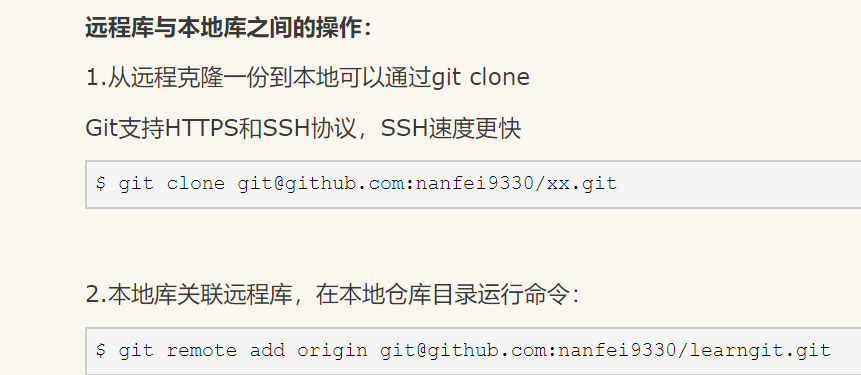 远程库与本地库之间的操作：
1.从远程克隆一份到本地可以通过git clone
Git支持HTTPS和SSH协议，SSH速度更快
$ git clone git@github.com:nanfei9330/xx.git
2.本地库关联远程库，在本地仓库目录运行命令：
$ git remote add origin git@github.com:nanfei9330/learngit.git